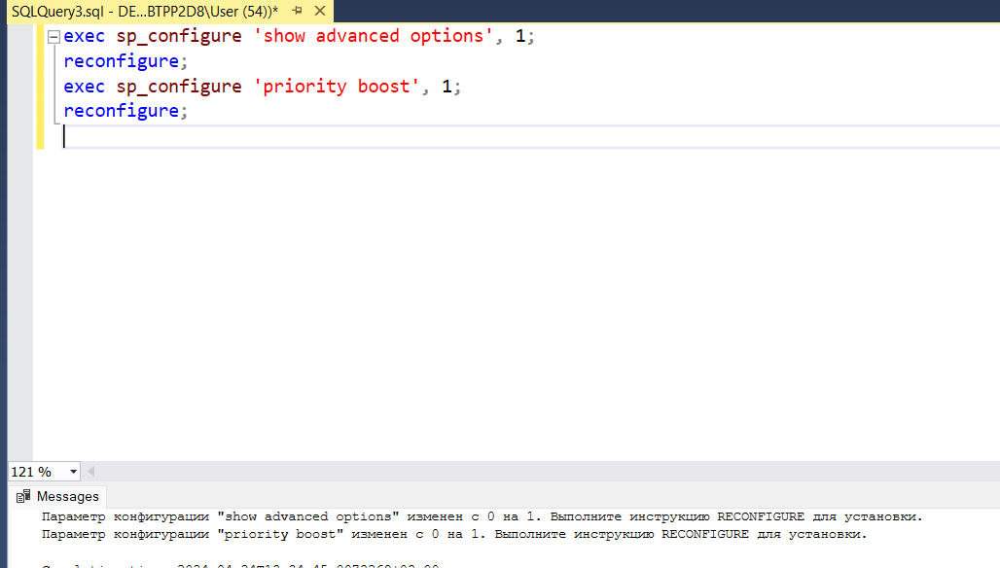 SQLQuery3.sql - DE...BTPP2D8\User (54))*
exec sp_configure 'show advanced options', 1;
reconfigure;
exec sp_configure 'priority boost', 1;
reconfigure;
121 %
Messages
Параметр конфигурации "show advanced options" изменен с 0 на 1. Выполните инструкцию RECONFIGURE для установки.
Параметр конфигурации "priority boost" изменен с 0 на 1. Выполните инструкцию RECONFIGURE для установки.